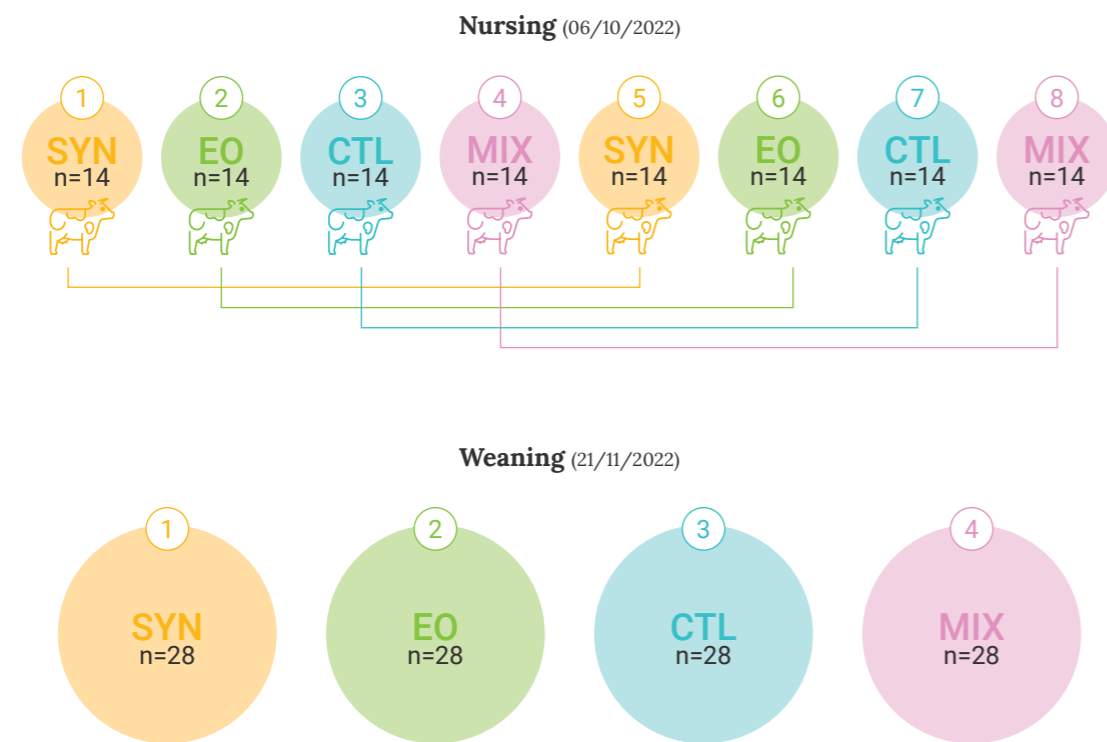 Nursing (06/10/2022)
1 2 3 4 5 6 7 8
SYN EO CTL MIX SYN EO CTL MIX
n=14 n=14 n=14 n=14 n=14 n=14 n=14 n=14
Weaning (21/11/2022)
1 2 3 4
SYN EO CTL MIX
n=28 n=28 n=28 n=28